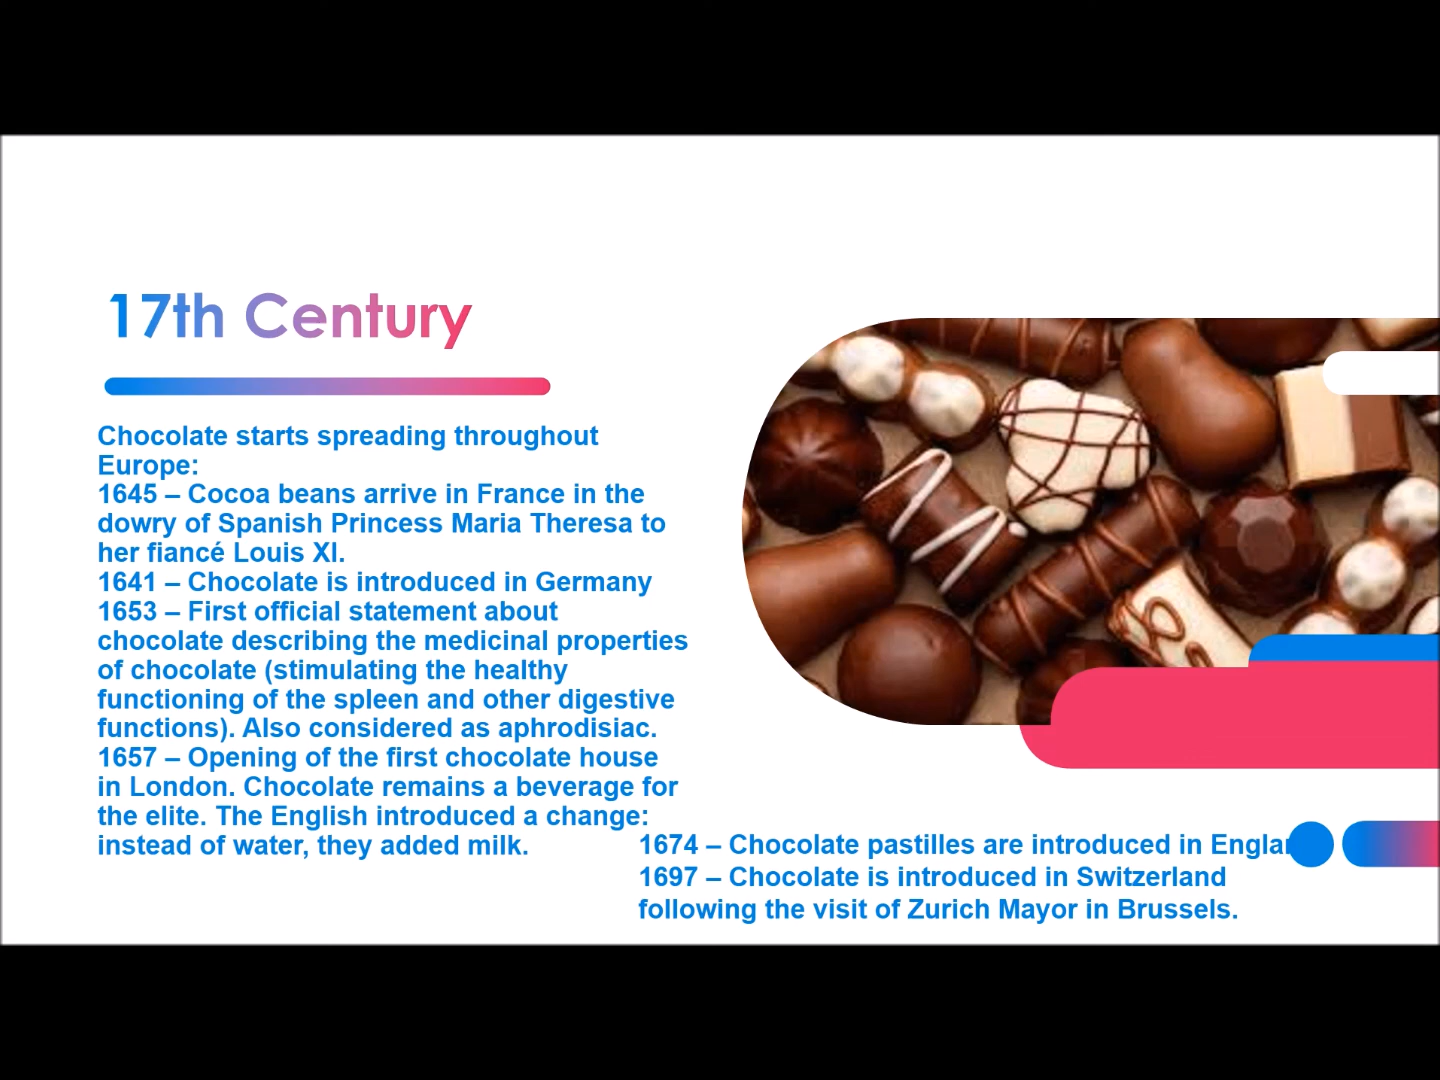 17th Century
Chocolate starts spreading throughout
Europe:
1645 – Cocoa beans arrive in France in the
dowry of Spanish Princess Maria Theresa to
her fiancé Louis XI.
1641 – Chocolate is introduced in Germany
1653 – First official statement about
chocolate describing the medicinal properties
of chocolate (stimulating the healthy
functioning of the spleen and other digestive
functions). Also considered as aphrodisiac.
1657 – Opening of the first chocolate house
in London. Chocolate remains a beverage for
the elite. The English introduced a change:
instead of water, they added milk.
1674 – Chocolate pastilles are introduced in Englan
1697 – Chocolate is introduced in Switzerland
following the visit of Zurich Mayor in Brussels.